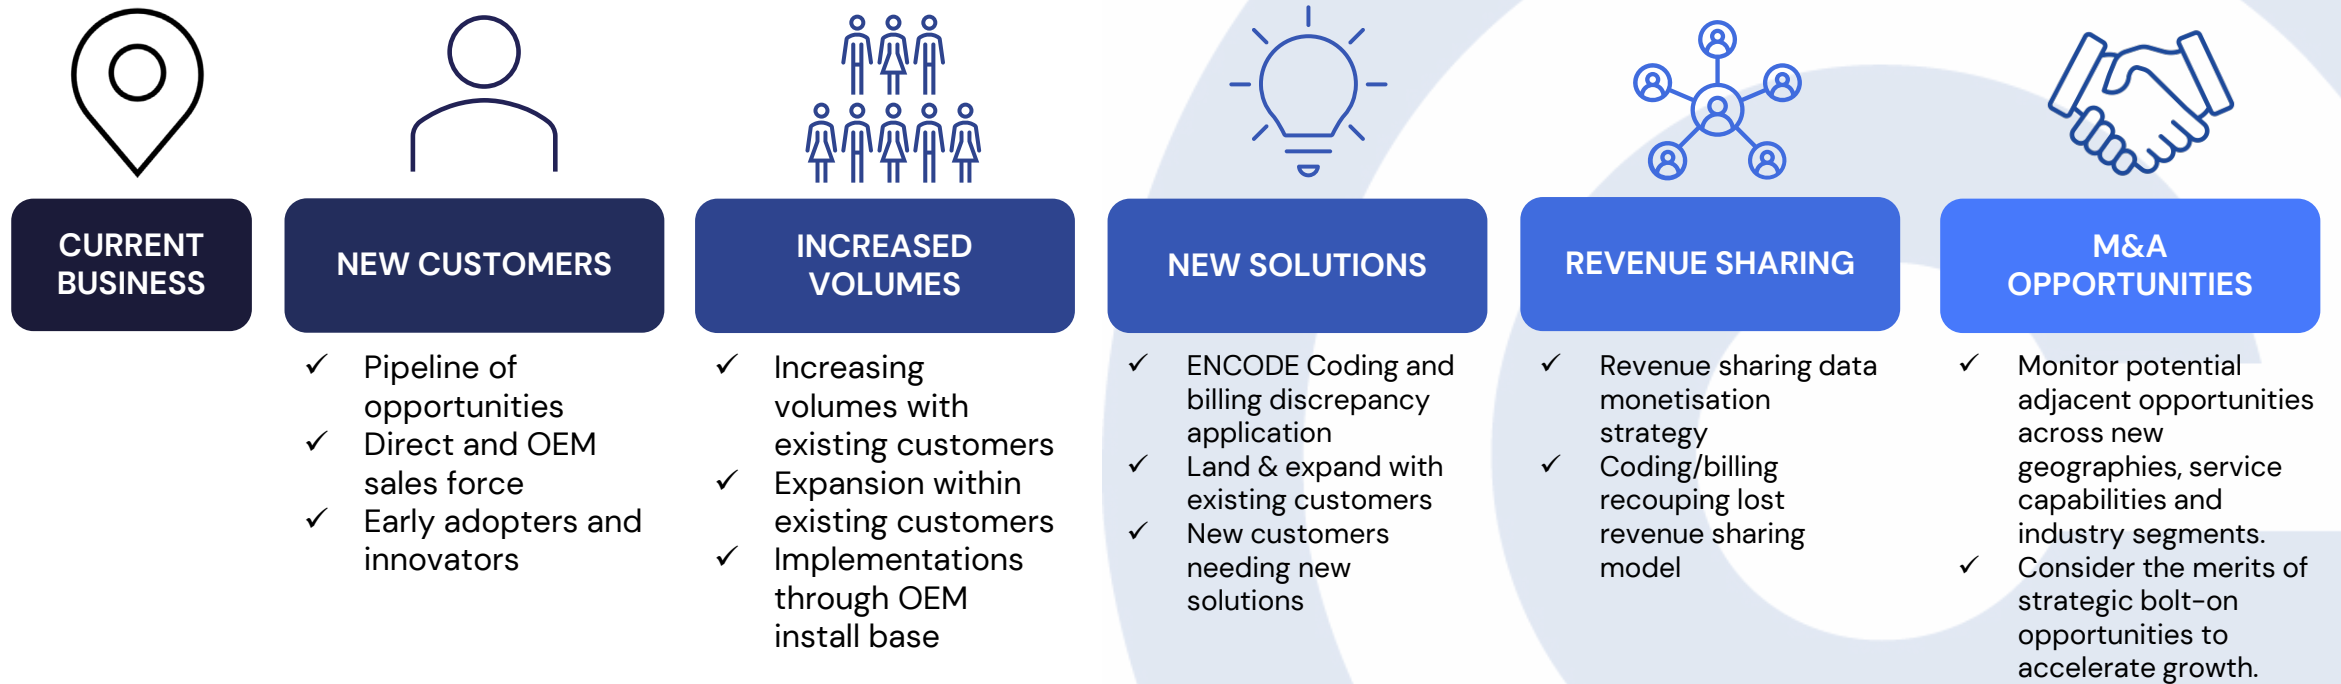 CURRENT
BUSINESS
NEW CUSTOMERS
✓ Pipeline of
opportunities
✓ Direct and OEM
sales force
✓ Early adopters and
innovators
INCREASED
VOLUMES
✓ Increasing
volumes with
existing customers
✓ Expansion within
existing customers
✓ Implementations
through OEM
install base
NEW SOLUTIONS
✓ ENCODE Coding and
billing discrepancy
application
✓ Land & expand with
existing customers
✓ New customers
needing new
solutions
REVENUE SHARING
✓ Revenue sharing data
monetisation
strategy
✓ Coding/billing
recouping lost
revenue sharing
model
M&A
OPPORTUNITIES
✓ Monitor potential
adjacent opportunities
across new
geographies, service
capabilities and
industry segments.
✓ Consider the merits of
strategic bolt-on
opportunities to
accelerate growth.